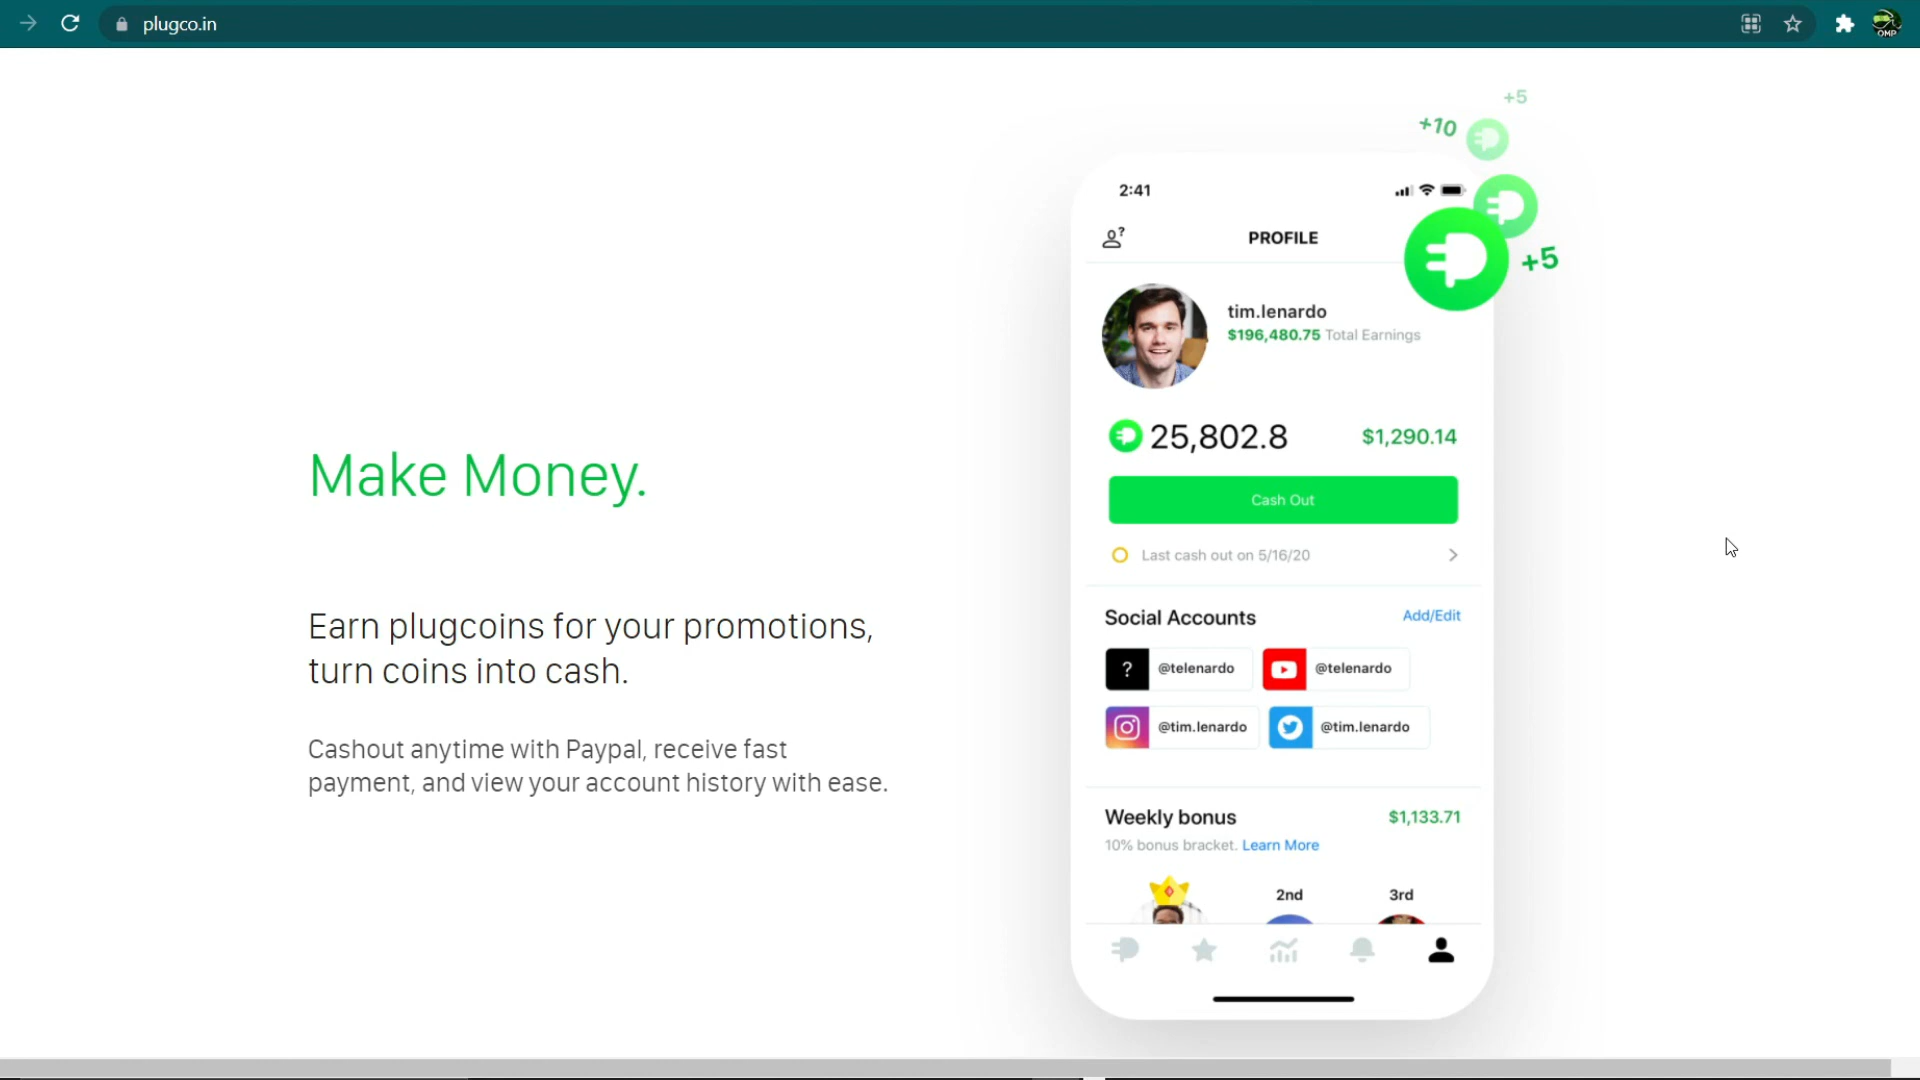 plugco.in
OMP
+5
+10
+5
2:41
PROFILE
?
tim.lenardo
$196,480.75 Total Earnings
25,802.8
$1,290.14
Cash Out
Last cash out on 5/16/20
Make Money.
Earn plugcoins for your promotions,
turn coins into cash.
Cashout anytime with Paypal, receive fast
payment, and view your account history with ease.
Social Accounts
Add/Edit
? @telenardo
@telenardo
@tim.lenardo
@tim.lenardo
Weekly bonus
$1,133.71
10% bonus bracket. Learn More
2nd
3rd